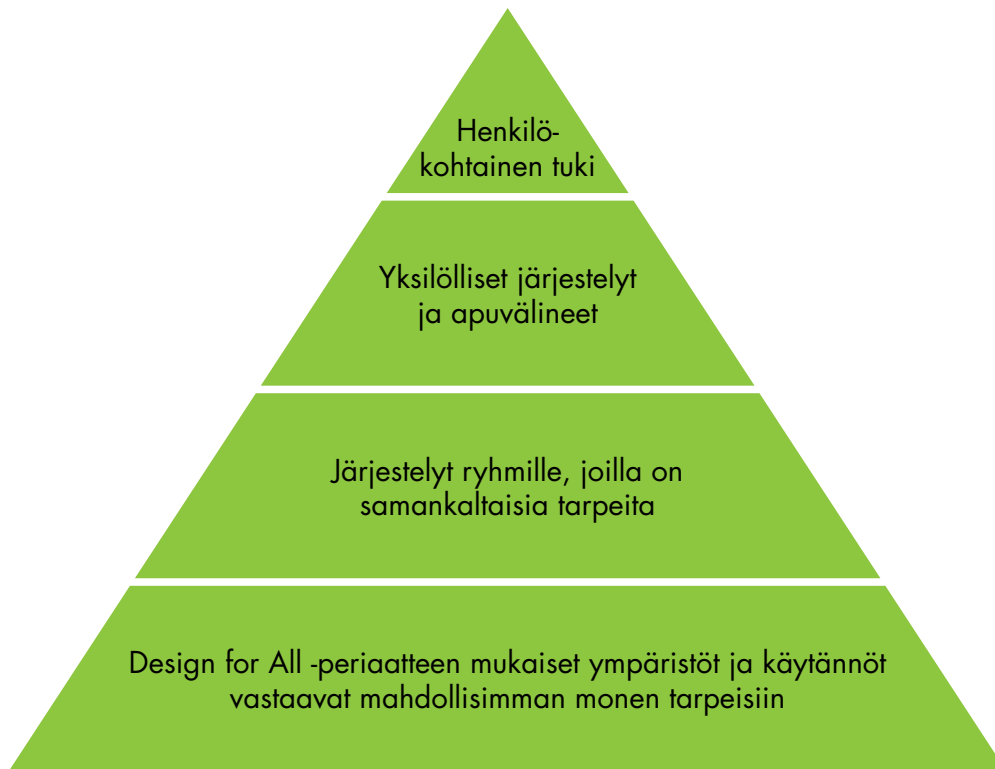 Henkilö-
kohtainen tuki
Yksilölliset järjestelyt
ja apuvälineet
Järjestelyt ryhmille, joilla on
samankaltaisia tarpeita
Design for All -periaatteen mukaiset ympäristöt ja käytännöt
vastaavat mahdollisimman monen tarpeisiin